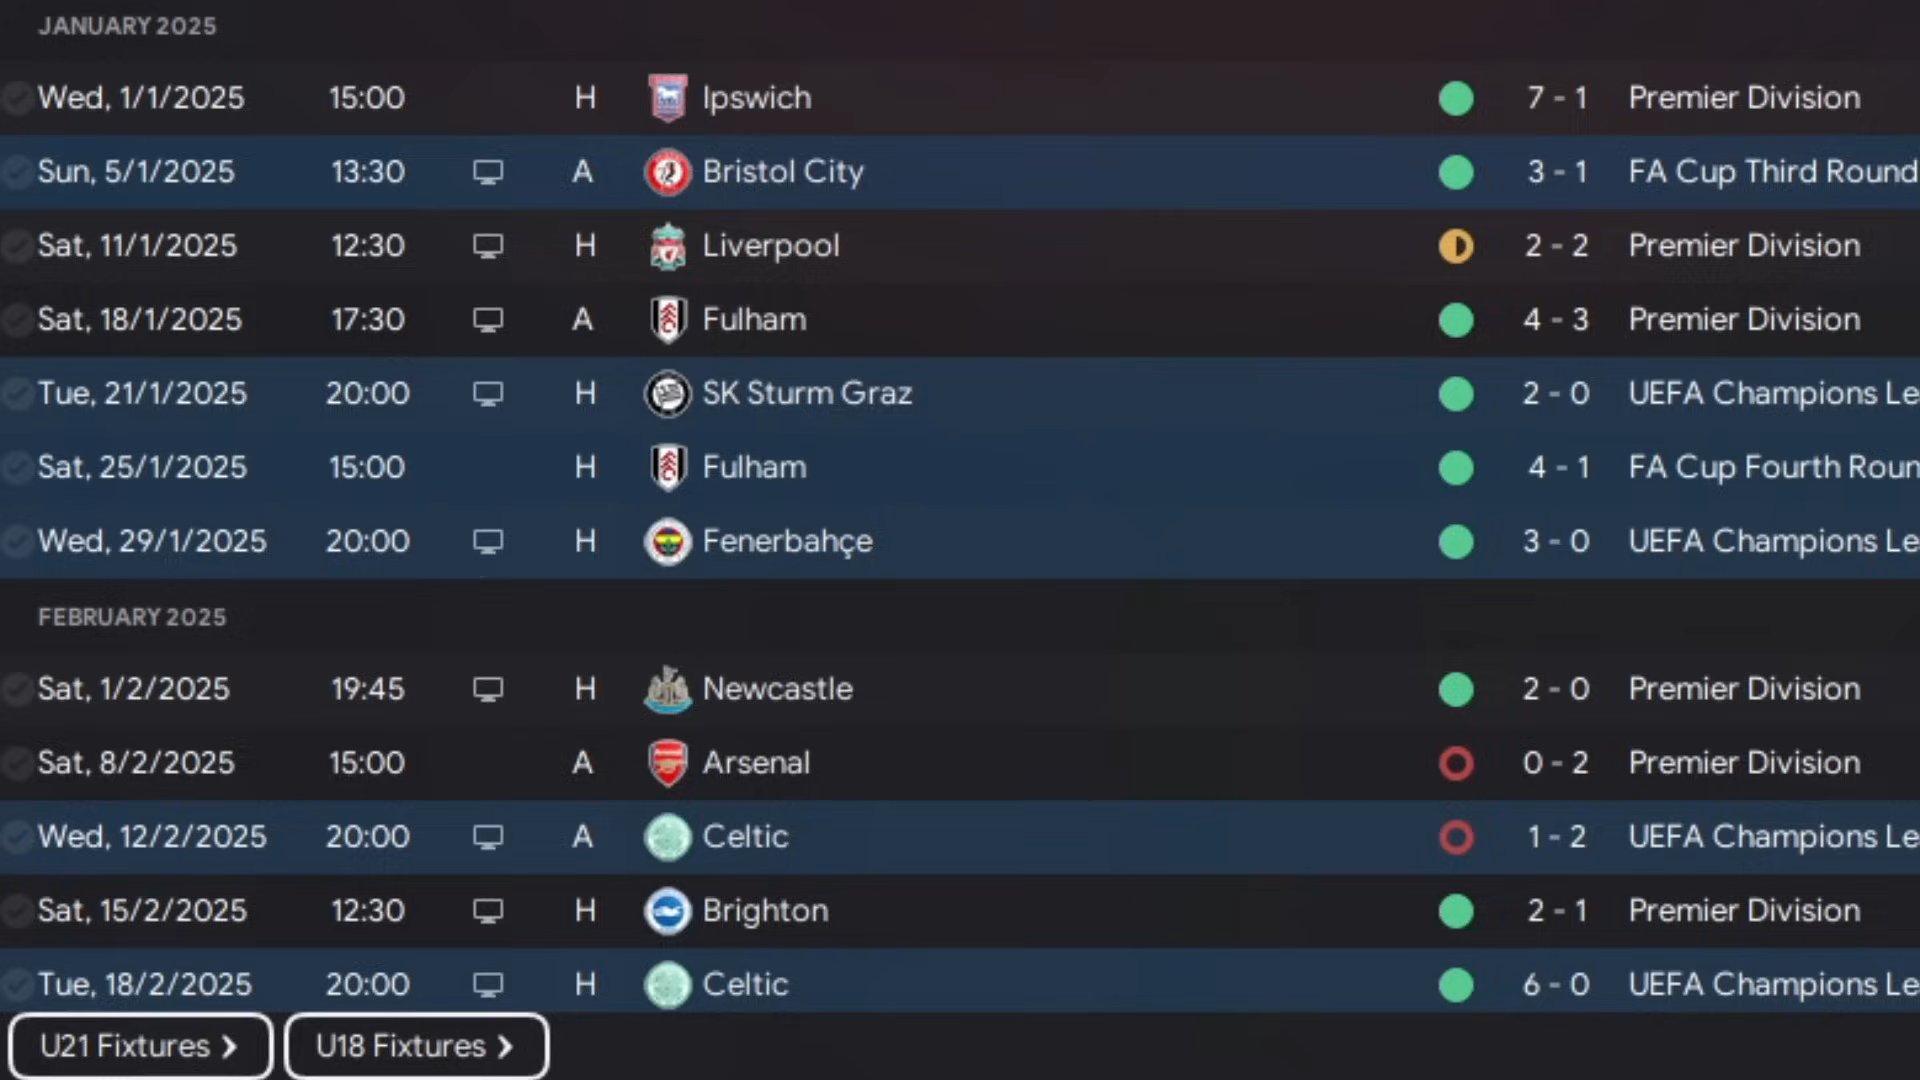 JANUARY 2025
Wed, 1/1/2025 15:00 H Ipswich 7 - 1 Premier Division
Sun, 5/1/2025 13:30 A Bristol City 3 - 1 FA Cup Third Round
Sat, 11/1/2025 12:30 H Liverpool 2 - 2 Premier Division
Sat, 18/1/2025 17:30 A Fulham 4 - 3 Premier Division
Tue, 21/1/2025 20:00 H SK Sturm Graz 2 - 0 UEFA Champions Le
Sat, 25/1/2025 15:00 H Fulham 4 - 1 FA Cup Fourth Roun
Wed, 29/1/2025 20:00 H Fenerbahçe 3 - 0 UEFA Champions Le
FEBRUARY 2025
Sat, 1/2/2025 19:45 H Newcastle 2 - 0 Premier Division
Sat, 8/2/2025 15:00 A Arsenal 0 - 2 Premier Division
Wed, 12/2/2025 20:00 A Celtic 1 - 2 UEFA Champions Le
Sat, 15/2/2025 12:30 H Brighton 2 - 1 Premier Division
Tue, 18/2/2025 20:00 H Celtic 6 - 0 UEFA Champions Le
U21 Fixtures U18 Fixtures